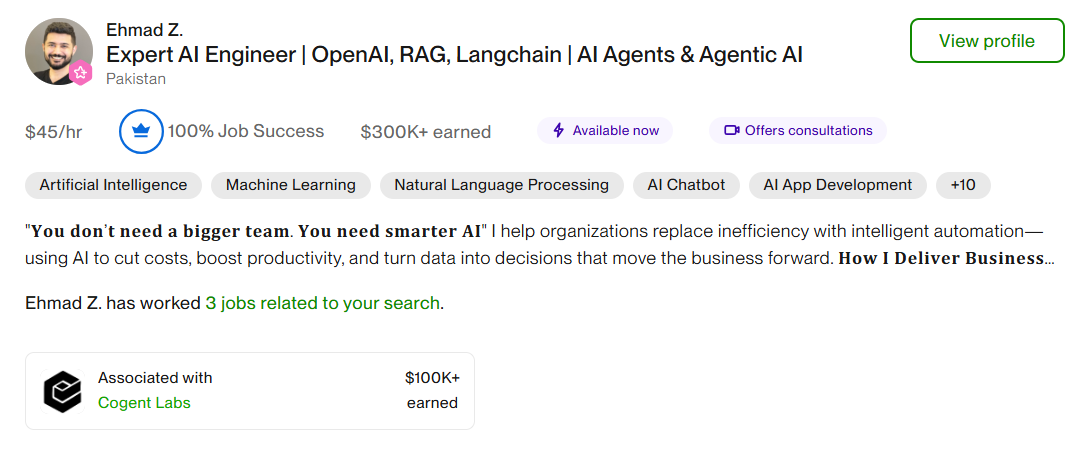 Ehmad Z.
Expert AI Engineer | OpenAI, RAG, Langchain | AI Agents & Agentic AI
Pakistan
View profile
$45/hr
100% Job Success
$300K+ earned
Available now
Offers consultations
Artificial Intelligence
Machine Learning
Natural Language Processing
AI Chatbot
AI App Development
+10
"You don't need a bigger team. You need smarter AI" I help organizations replace inefficiency with intelligent automation—
using AI to cut costs, boost productivity, and turn data into decisions that move the business forward. How I Deliver Business...
Ehmad Z. has worked 3 jobs related to your search.
Associated with
Cogent Labs
$100K+
earned